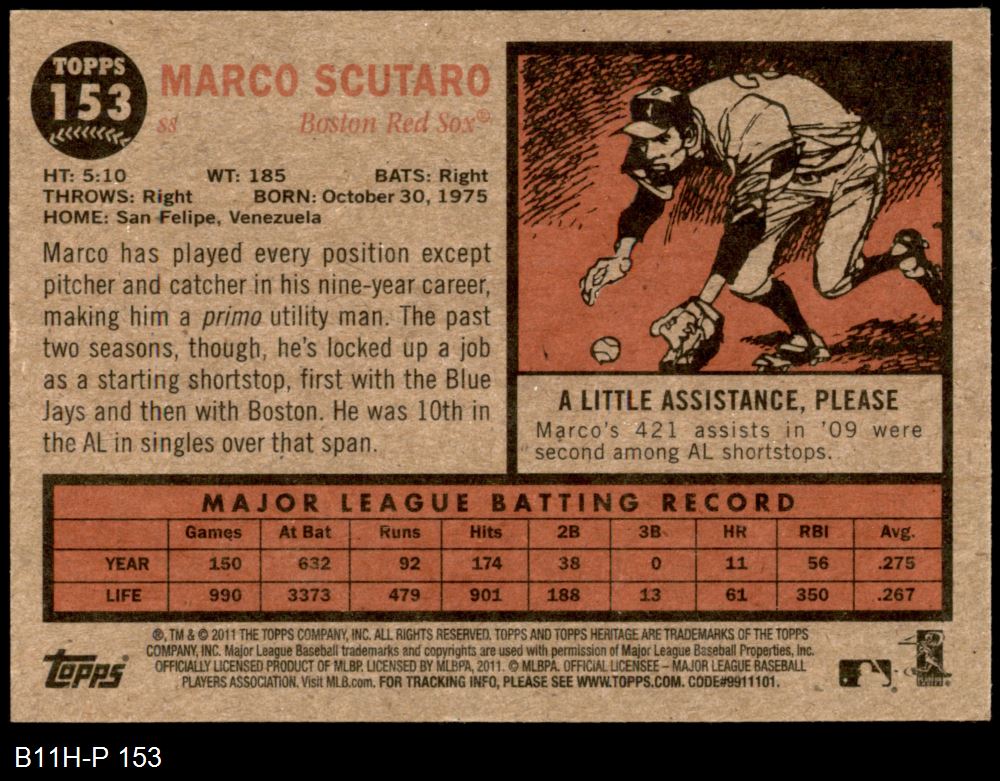 TOPPS
153
MARCO SCUTARO
ss Boston Red Sox®
HT: 5:10 WT: 185 BATS: Right
THROWS: Right BORN: October 30, 1975
HOME: San Felipe, Venezuela
Marco has played every position except
pitcher and catcher in his nine-year career,
making him a primo utility man. The past
two seasons, though, he's locked up a job
as a starting shortstop, first with the Blue
Jays and then with Boston. He was 10th in
the AL in singles over that span.
A LITTLE ASSISTANCE, PLEASE
Marco's 421 assists in '09 were
second among AL shortstops.
MAJOR LEAGUE BATTING RECORD
Games At Bat Runs Hits 2B 3B HR RBI Avg.
YEAR 150 632 92 174 38 0 11 56 .275
LIFE 990 3373 479 901 188 13 61 350 .267
®, TM & © 2011 THE TOPPS COMPANY, INC. ALL RIGHTS RESERVED. TOPPS AND TOPPS HERITAGE ARE TRADEMARKS OF THE TOPPS
COMPANY, INC. Major League Baseball trademarks and copyrights are used with permission of Major League Baseball Properties, Inc.
OFFICIALLY LICENSED PRODUCT OF MLBP. LICENSED BY MLBPA, 2011. © MLBPA. OFFICIAL LICENSEE – MAJOR LEAGUE BASEBALL
PLAYERS ASSOCIATION. Visit MLB.com. FOR TRACKING INFO, PLEASE SEE WWW.TOPPS.COM. CODE#9911101.
Topps
B11H-P 153